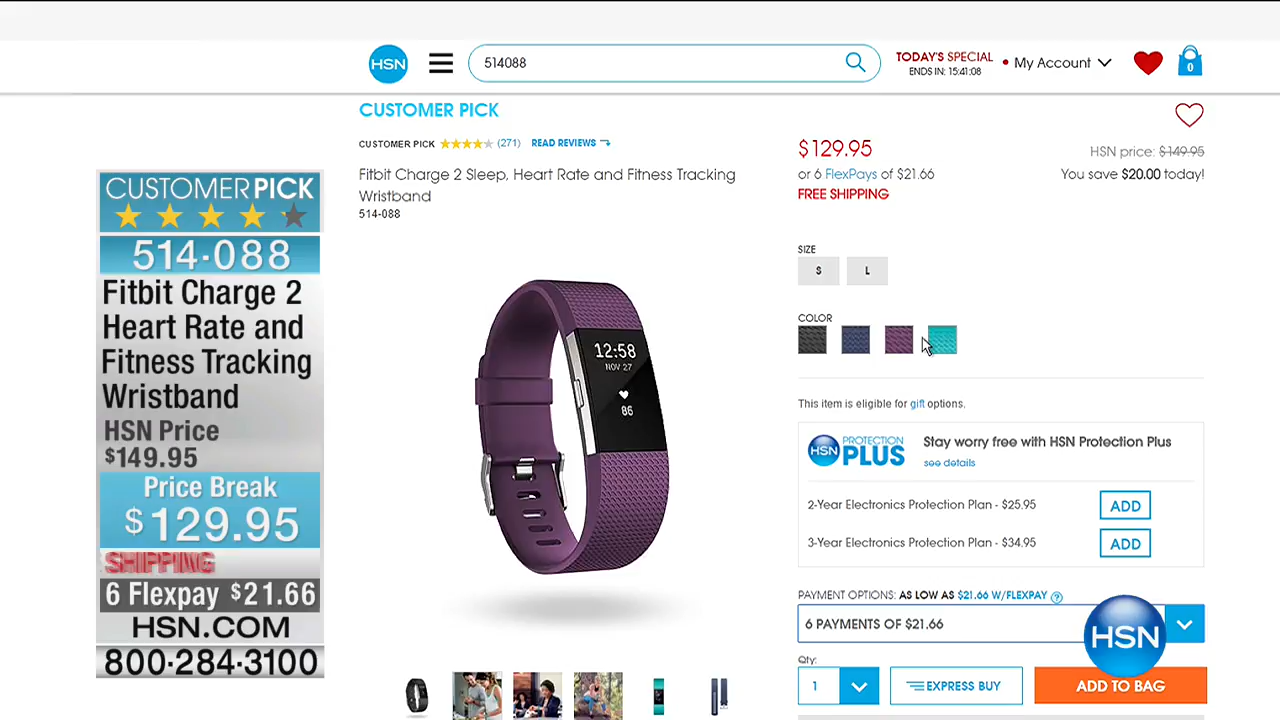 HSN
514088
TODAY'S SPECIAL
ENDS IN: 15:41:08
My Account
0
CUSTOMER PICK
CUSTOMER PICK (271) READ REVIEWS
Fitbit Charge 2 Sleep, Heart Rate and Fitness Tracking
Wristband
514-088
$129.95
HSN price: $149.95
or 6 FlexPays of $21.66
You save $20.00 today!
FREE SHIPPING
SIZE
S L
COLOR
This item is eligible for gift options.
HSN PROTECTION PLUS
Stay worry free with HSN Protection Plus
see details
2-Year Electronics Protection Plan - $25.95 ADD
3-Year Electronics Protection Plan - $34.95 ADD
PAYMENT OPTIONS: AS LOW AS $21.66 W/FLEXPAY ?
6 PAYMENTS OF $21.66
HSN
Qty:
1
EXPRESS BUY
ADD TO BAG
12:58
NOV 27
86
CUSTOMER PICK
514-088
Fitbit Charge 2
Heart Rate and
Fitness Tracking
Wristband
HSN Price
$149.95
Price Break
$129.95
SHIPPING
6 Flexpay $21.66
HSN.COM
800-284-3100